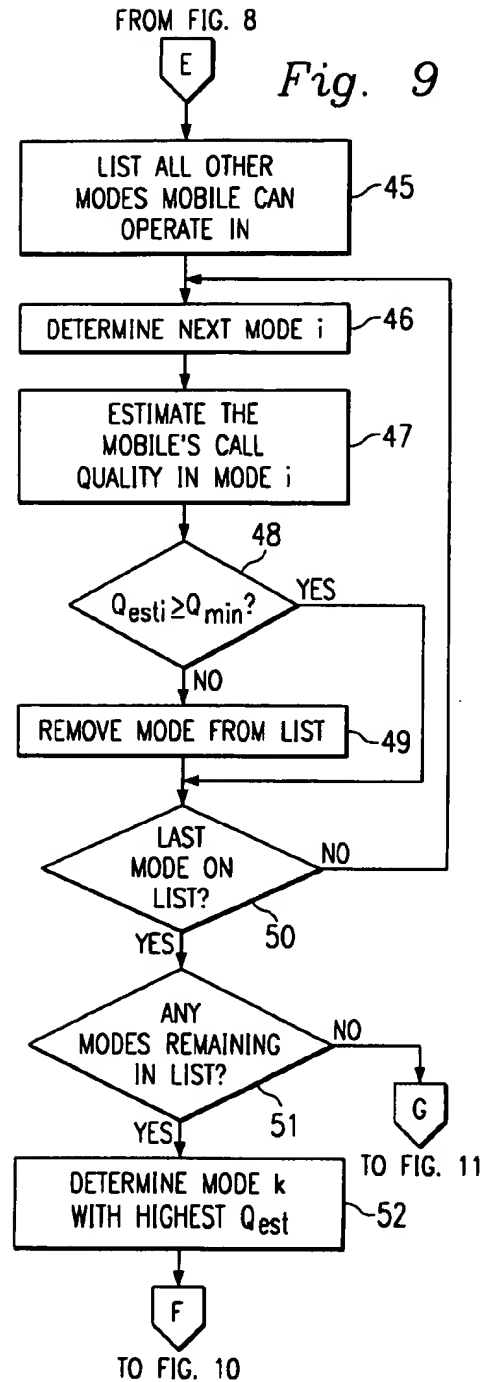 FROM FIG. 8
E
Fig. 9
LIST ALL OTHER
MODES MOBILE CAN
OPERATE IN
45
DETERMINE NEXT MODE i
46
ESTIMATE THE
MOBILE'S CALL
QUALITY IN MODE i
47
48
Qesti≥Qmin?
YES
NO
REMOVE MODE FROM LIST
49
LAST
MODE ON
LIST?
NO
50
YES
ANY
MODES REMAINING
IN LIST?
NO
51
G
TO FIG. 11
YES
DETERMINE MODE k
WITH HIGHEST Qest
52
F
TO FIG. 10